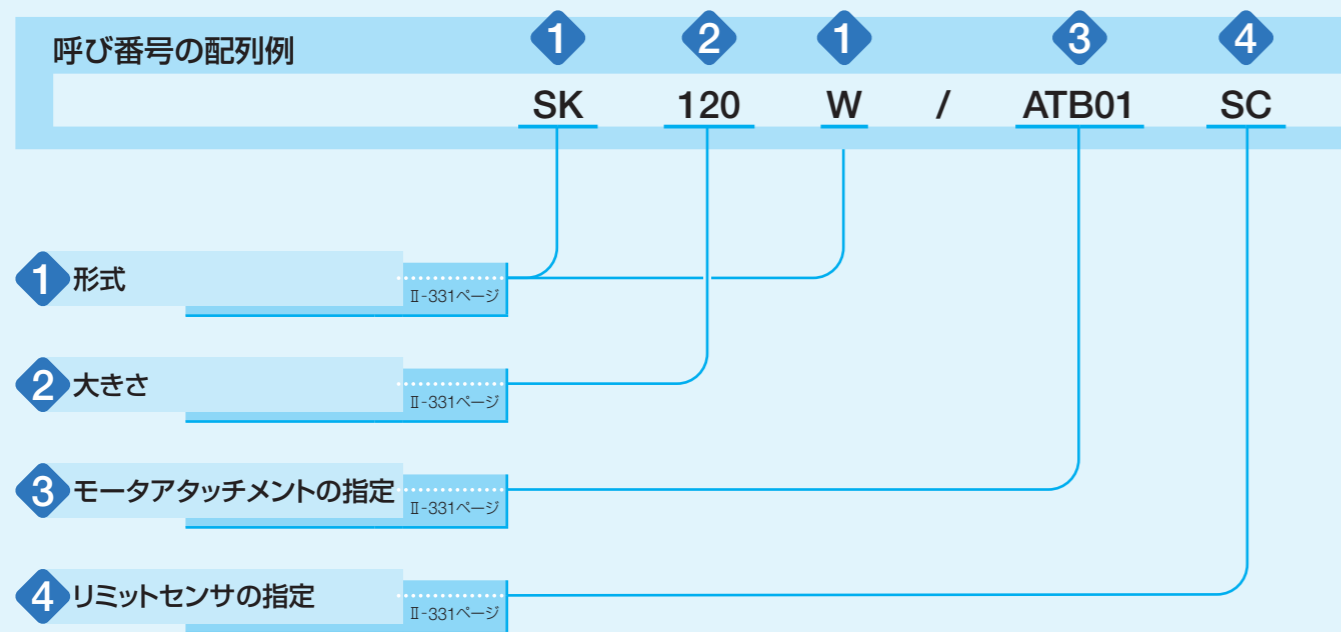 呼び番号の配列例
1 2 1 3 4
SK 120 W / ATB01 SC
1 形式
Ⅱ-331ページ
2 大きさ
Ⅱ-331ページ
3 モータアタッチメントの指定
Ⅱ-331ページ
4 リミットセンサの指定
Ⅱ-331ページ